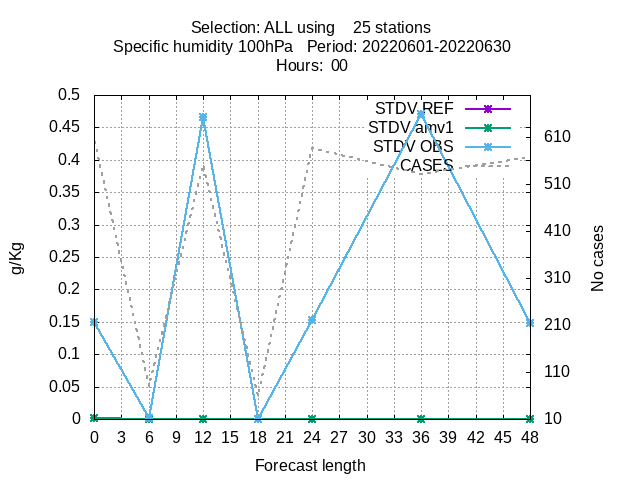 Selection: ALL using    25 stations
Specific humidity 100hPa   Period: 20220601-20220630
Hours:  00
STDV REF
STDV amv1
STDV OBS
CASES
0.5
0.45
0.4
0.35
0.3
0.25
0.2
0.15
0.1
0.05
0
g/Kg
610
510
410
310
210
110
10
No cases
0 3 6 9 12 15 18 21 24 27 30 33 36 39 42 45 48
Forecast length